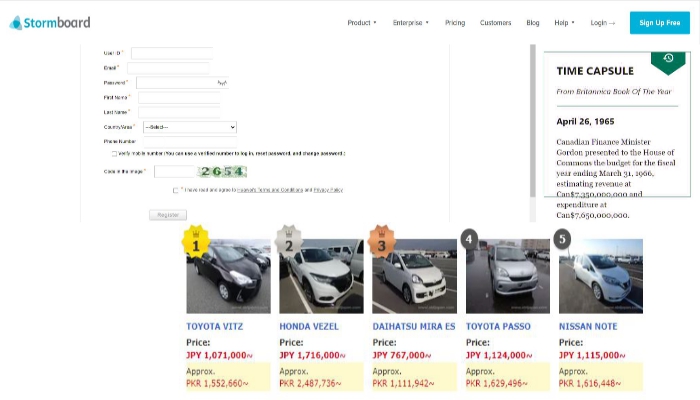 Stormboard
Product
Enterprise
Pricing
Customers
Blog
Help
Login →
Sign Up Free
User ID *
Email *
Password *
First Name *
Last Name *
Country/Area *
---Select---
Phone Number
Verify mobile number (You can use a verified number to log in, reset password, and change password.)
Code in the image *
2654
* I have read and agree to Huawei's Terms and Conditions and Privacy Policy
Register
TIME CAPSULE
From Britannica Book Of The Year
April 26, 1965
Canadian Finance Minister
Gordon presented to the House of
Commons the budget for the fiscal
year ending March 31, 1966,
estimating revenue at
Can$7,350,000,000 and
expenditure at
Can$7,650,000,000.
1
2
3
4
5
TOYOTA VITZ
Price:
JPY 1,071,000~
Approx.
PKR 1,552,660~
HONDA VEZEL
Price:
JPY 1,716,000~
Approx.
PKR 2,487,736~
DAIHATSU MIRA ES
Price:
JPY 767,000~
Approx.
PKR 1,111,942~
TOYOTA PASSO
Price:
JPY 1,124,000~
Approx.
PKR 1,629,496~
NISSAN NOTE
Price:
JPY 1,115,000~
Approx.
PKR 1,616,448~